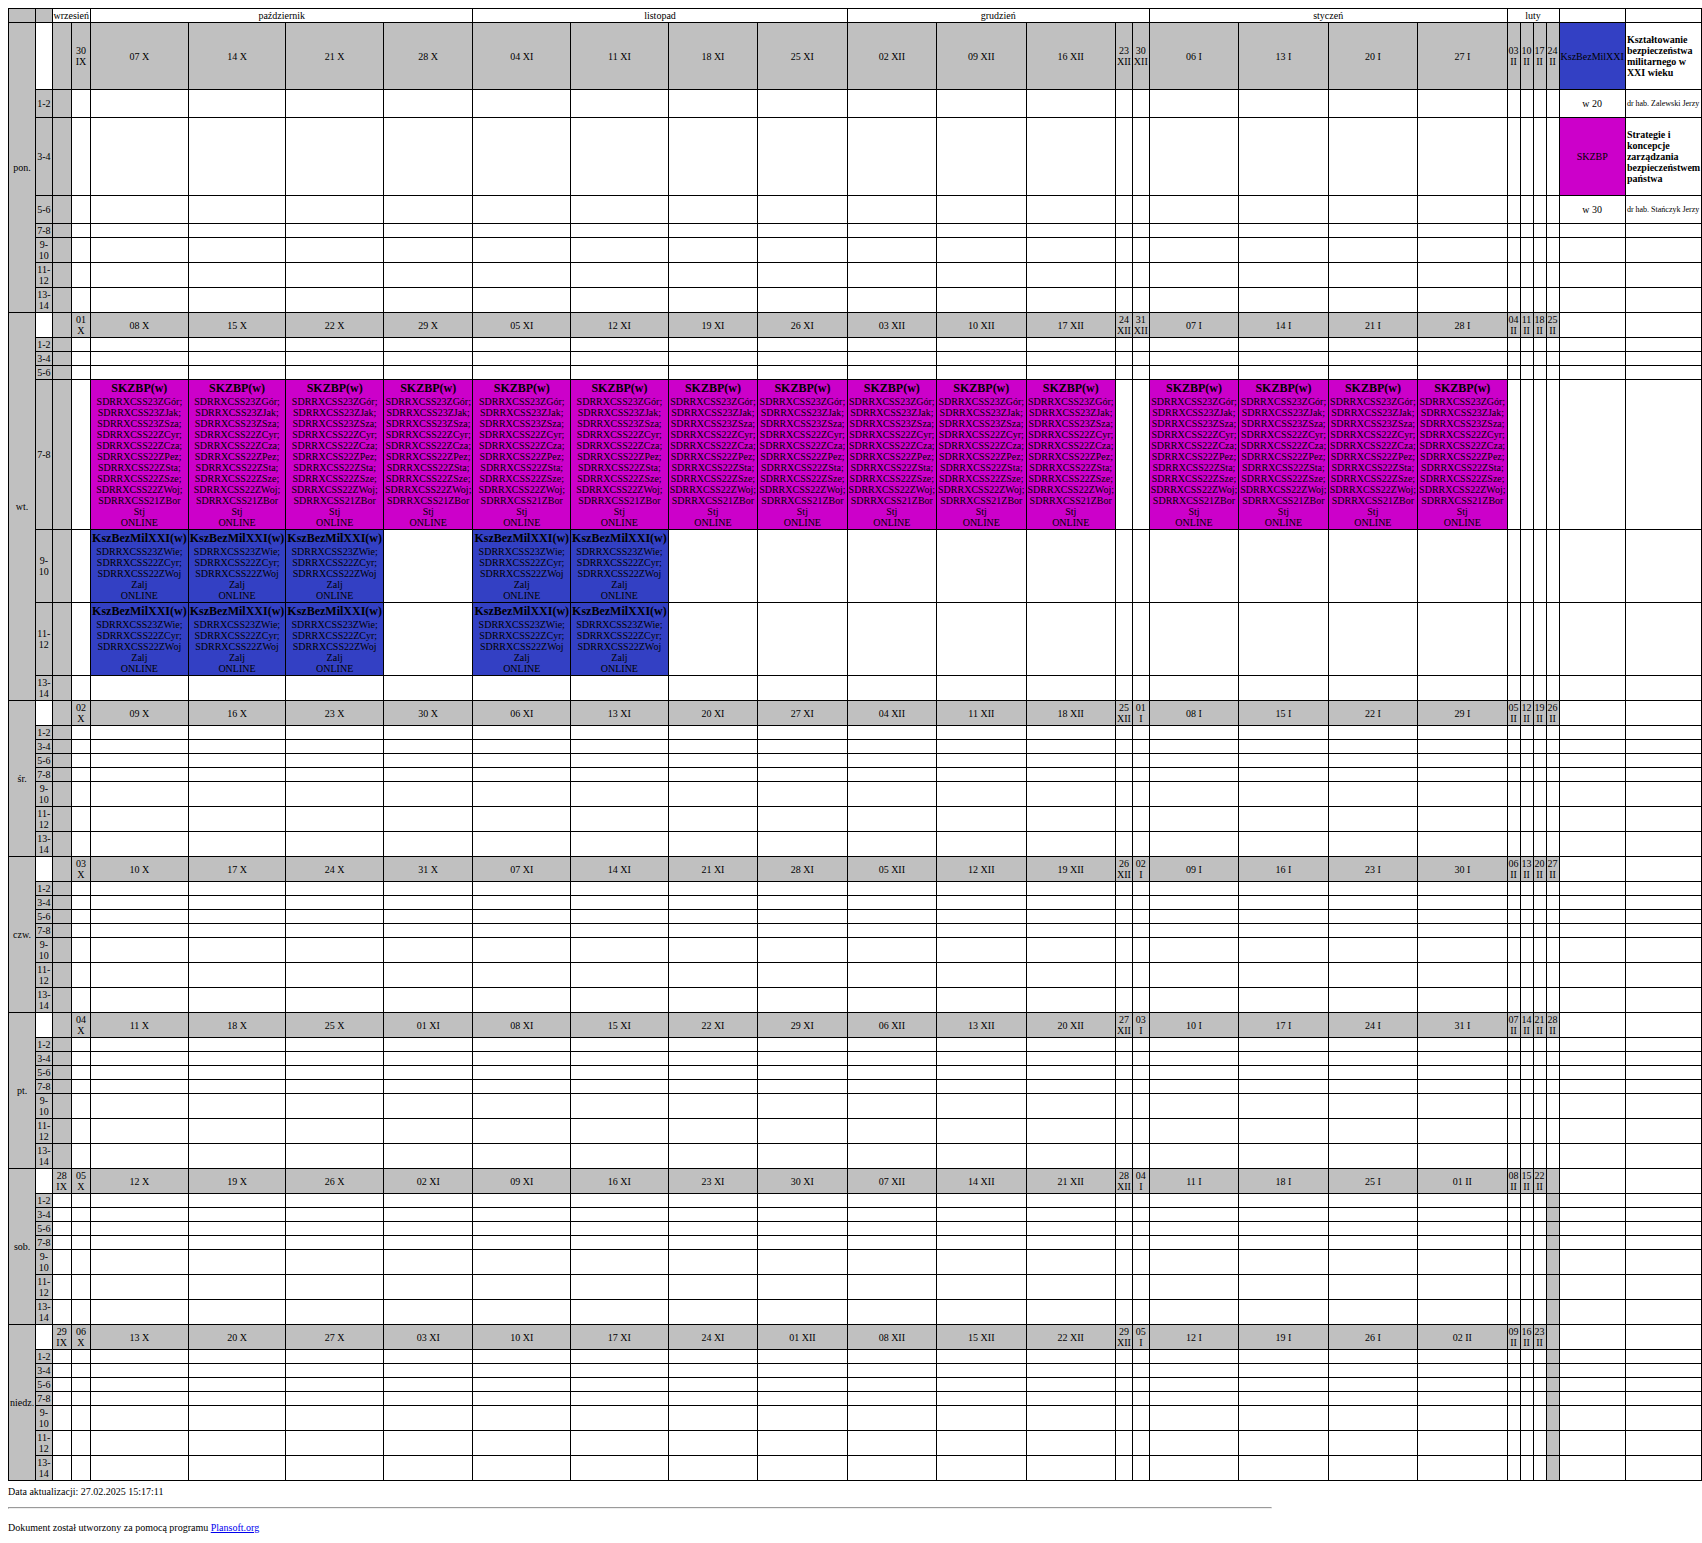 wrzesień październik listopad grudzień styczeń luty
pon. 30 IX 07 X 14 X 21 X 28 X 04 XI 11 XI 18 XI 25 XI 02 XII 09 XII 16 XII 23 XII 30 XII 06 I 13 I 20 I 27 I 03 II 10 II 17 II 24 II KszBezMilXXI Kształtowanie bezpieczeństwa militarnego w XXI wieku
1-2 w 20 dr hab. Zalewski Jerzy
3-4 SKZBP Strategie i koncepcje zarządzania bezpieczeństwem państwa
5-6 w 30 dr hab. Stańczyk Jerzy
7-8
9-10
11-12
13-14
wt. 01 X 08 X 15 X 22 X 29 X 05 XI 12 XI 19 XI 26 XI 03 XII 10 XII 17 XII 24 XII 31 XII 07 I 14 I 21 I 28 I 04 II 11 II 18 II 25 II
1-2
3-4
5-6
7-8
SKZBP(w) SKZBP(w) SKZBP(w) SKZBP(w) SKZBP(w) SKZBP(w) SKZBP(w) SKZBP(w) SKZBP(w) SKZBP(w) SKZBP(w) SKZBP(w) SKZBP(w) SKZBP(w) SKZBP(w)
SDRRXCSS23ZGór; SDRRXCSS23ZGór; SDRRXCSS23ZGór; SDRRXCSS23ZGór; SDRRXCSS23ZGór; SDRRXCSS23ZGór; SDRRXCSS23ZGór; SDRRXCSS23ZGór; SDRRXCSS23ZGór; SDRRXCSS23ZGór; SDRRXCSS23ZGór; SDRRXCSS23ZGór; SDRRXCSS23ZGór; SDRRXCSS23ZGór; SDRRXCSS23ZGór;
SDRRXCSS23ZJak; SDRRXCSS23ZJak; SDRRXCSS23ZJak; SDRRXCSS23ZJak; SDRRXCSS23ZJak; SDRRXCSS23ZJak; SDRRXCSS23ZJak; SDRRXCSS23ZJak; SDRRXCSS23ZJak; SDRRXCSS23ZJak; SDRRXCSS23ZJak; SDRRXCSS23ZJak; SDRRXCSS23ZJak; SDRRXCSS23ZJak; SDRRXCSS23ZJak;
SDRRXCSS23ZSza; SDRRXCSS23ZSza; SDRRXCSS23ZSza; SDRRXCSS23ZSza; SDRRXCSS23ZSza; SDRRXCSS23ZSza; SDRRXCSS23ZSza; SDRRXCSS23ZSza; SDRRXCSS23ZSza; SDRRXCSS23ZSza; SDRRXCSS23ZSza; SDRRXCSS23ZSza; SDRRXCSS23ZSza; SDRRXCSS23ZSza; SDRRXCSS23ZSza;
SDRRXCSS22ZCyr; SDRRXCSS22ZCyr; SDRRXCSS22ZCyr; SDRRXCSS22ZCyr; SDRRXCSS22ZCyr; SDRRXCSS22ZCyr; SDRRXCSS22ZCyr; SDRRXCSS22ZCyr; SDRRXCSS22ZCyr; SDRRXCSS22ZCyr; SDRRXCSS22ZCyr; SDRRXCSS22ZCyr; SDRRXCSS22ZCyr; SDRRXCSS22ZCyr; SDRRXCSS22ZCyr;
SDRRXCSS22ZCza; SDRRXCSS22ZCza; SDRRXCSS22ZCza; SDRRXCSS22ZCza; SDRRXCSS22ZCza; SDRRXCSS22ZCza; SDRRXCSS22ZCza; SDRRXCSS22ZCza; SDRRXCSS22ZCza; SDRRXCSS22ZCza; SDRRXCSS22ZCza; SDRRXCSS22ZCza; SDRRXCSS22ZCza; SDRRXCSS22ZCza; SDRRXCSS22ZCza;
SDRRXCSS22ZPez; SDRRXCSS22ZPez; SDRRXCSS22ZPez; SDRRXCSS22ZPez; SDRRXCSS22ZPez; SDRRXCSS22ZPez; SDRRXCSS22ZPez; SDRRXCSS22ZPez; SDRRXCSS22ZPez; SDRRXCSS22ZPez; SDRRXCSS22ZPez; SDRRXCSS22ZPez; SDRRXCSS22ZPez; SDRRXCSS22ZPez; SDRRXCSS22ZPez;
SDRRXCSS22ZSta; SDRRXCSS22ZSta; SDRRXCSS22ZSta; SDRRXCSS22ZSta; SDRRXCSS22ZSta; SDRRXCSS22ZSta; SDRRXCSS22ZSta; SDRRXCSS22ZSta; SDRRXCSS22ZSta; SDRRXCSS22ZSta; SDRRXCSS22ZSta; SDRRXCSS22ZSta; SDRRXCSS22ZSta; SDRRXCSS22ZSta; SDRRXCSS22ZSta;
SDRRXCSS22ZSze; SDRRXCSS22ZSze; SDRRXCSS22ZSze; SDRRXCSS22ZSze; SDRRXCSS22ZSze; SDRRXCSS22ZSze; SDRRXCSS22ZSze; SDRRXCSS22ZSze; SDRRXCSS22ZSze; SDRRXCSS22ZSze; SDRRXCSS22ZSze; SDRRXCSS22ZSze; SDRRXCSS22ZSze; SDRRXCSS22ZSze; SDRRXCSS22ZSze;
SDRRXCSS22ZWoj; SDRRXCSS22ZWoj; SDRRXCSS22ZWoj; SDRRXCSS22ZWoj; SDRRXCSS22ZWoj; SDRRXCSS22ZWoj; SDRRXCSS22ZWoj; SDRRXCSS22ZWoj; SDRRXCSS22ZWoj; SDRRXCSS22ZWoj; SDRRXCSS22ZWoj; SDRRXCSS22ZWoj; SDRRXCSS22ZWoj; SDRRXCSS22ZWoj; SDRRXCSS22ZWoj;
SDRRXCSS21ZBor SDRRXCSS21ZBor SDRRXCSS21ZBor SDRRXCSS21ZBor SDRRXCSS21ZBor SDRRXCSS21ZBor SDRRXCSS21ZBor SDRRXCSS21ZBor SDRRXCSS21ZBor SDRRXCSS21ZBor SDRRXCSS21ZBor SDRRXCSS21ZBor SDRRXCSS21ZBor SDRRXCSS21ZBor SDRRXCSS21ZBor
Stj Stj Stj Stj Stj Stj Stj Stj Stj Stj Stj Stj Stj Stj Stj
ONLINE ONLINE ONLINE ONLINE ONLINE ONLINE ONLINE ONLINE ONLINE ONLINE ONLINE ONLINE ONLINE ONLINE ONLINE
9-10
KszBezMilXXI(w) KszBezMilXXI(w) KszBezMilXXI(w) KszBezMilXXI(w) KszBezMilXXI(w)
SDRRXCSS23ZWie; SDRRXCSS23ZWie; SDRRXCSS23ZWie; SDRRXCSS23ZWie; SDRRXCSS23ZWie;
SDRRXCSS22ZCyr; SDRRXCSS22ZCyr; SDRRXCSS22ZCyr; SDRRXCSS22ZCyr; SDRRXCSS22ZCyr;
SDRRXCSS22ZWoj SDRRXCSS22ZWoj SDRRXCSS22ZWoj SDRRXCSS22ZWoj SDRRXCSS22ZWoj
Zalj Zalj Zalj Zalj Zalj
ONLINE ONLINE ONLINE ONLINE ONLINE
11-12
KszBezMilXXI(w) KszBezMilXXI(w) KszBezMilXXI(w) KszBezMilXXI(w) KszBezMilXXI(w)
SDRRXCSS23ZWie; SDRRXCSS23ZWie; SDRRXCSS23ZWie; SDRRXCSS23ZWie; SDRRXCSS23ZWie;
SDRRXCSS22ZCyr; SDRRXCSS22ZCyr; SDRRXCSS22ZCyr; SDRRXCSS22ZCyr; SDRRXCSS22ZCyr;
SDRRXCSS22ZWoj SDRRXCSS22ZWoj SDRRXCSS22ZWoj SDRRXCSS22ZWoj SDRRXCSS22ZWoj
Zalj Zalj Zalj Zalj Zalj
ONLINE ONLINE ONLINE ONLINE ONLINE
13-14
śr. 02 X 09 X 16 X 23 X 30 X 06 XI 13 XI 20 XI 27 XI 04 XII 11 XII 18 XII 25 XII 01 I 08 I 15 I 22 I 29 I 05 II 12 II 19 II 26 II
1-2
3-4
5-6
7-8
9-10
11-12
13-14
czw. 03 X 10 X 17 X 24 X 31 X 07 XI 14 XI 21 XI 28 XI 05 XII 12 XII 19 XII 26 XII 02 I 09 I 16 I 23 I 30 I 06 II 13 II 20 II 27 II
1-2
3-4
5-6
7-8
9-10
11-12
13-14
pt. 04 X 11 X 18 X 25 X 01 XI 08 XI 15 XI 22 XI 29 XI 06 XII 13 XII 20 XII 27 XII 03 I 10 I 17 I 24 I 31 I 07 II 14 II 21 II 28 II
1-2
3-4
5-6
7-8
9-10
11-12
13-14
sob. 28 IX 05 X 12 X 19 X 26 X 02 XI 09 XI 16 XI 23 XI 30 XI 07 XII 14 XII 21 XII 28 XII 04 I 11 I 18 I 25 I 01 II 08 II 15 II 22 II
1-2
3-4
5-6
7-8
9-10
11-12
13-14
niedz. 29 IX 06 X 13 X 20 X 27 X 03 XI 10 XI 17 XI 24 XI 01 XII 08 XII 15 XII 22 XII 29 XII 05 I 12 I 19 I 26 I 02 II 09 II 16 II 23 II
1-2
3-4
5-6
7-8
9-10
11-12
13-14
Data aktualizacji: 27.02.2025 15:17:11
Dokument został utworzony za pomocą programu Plansoft.org